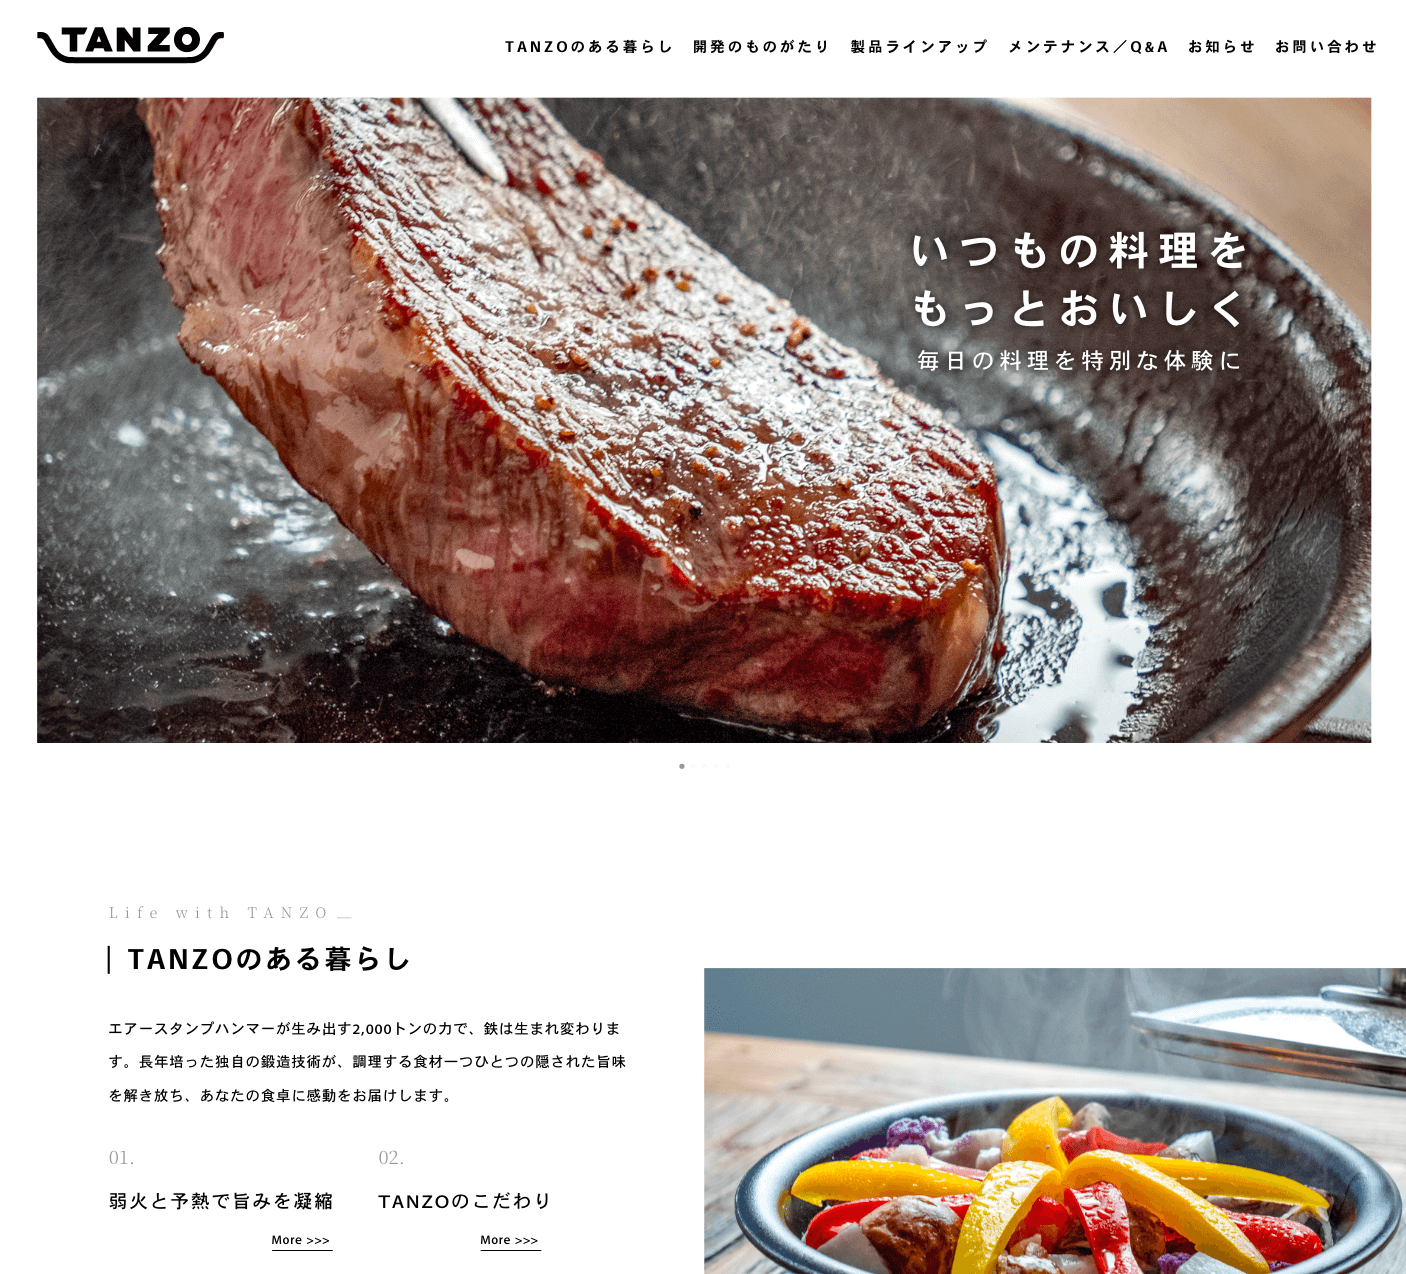 TANZO
TANZOのある暮らし 開発のものがたり 製品ラインアップ メンテナンス／Q&A お知らせ お問い合わせ
いつもの料理を
もっとおいしく
毎日の料理を特別な体験に
Life with TANZO＿
TANZOのある暮らし
エアースタンプハンマーが生み出す2,000トンの力で、鉄は生まれ変わりま
す。長年培った独自の鍛造技術が、調理する食材一つひとつの隠された旨味
を解き放ち、あなたの食卓に感動をお届けします。
01.
弱火と予熱で旨みを凝縮
More >>>
02.
TANZOのこだわり
More >>>